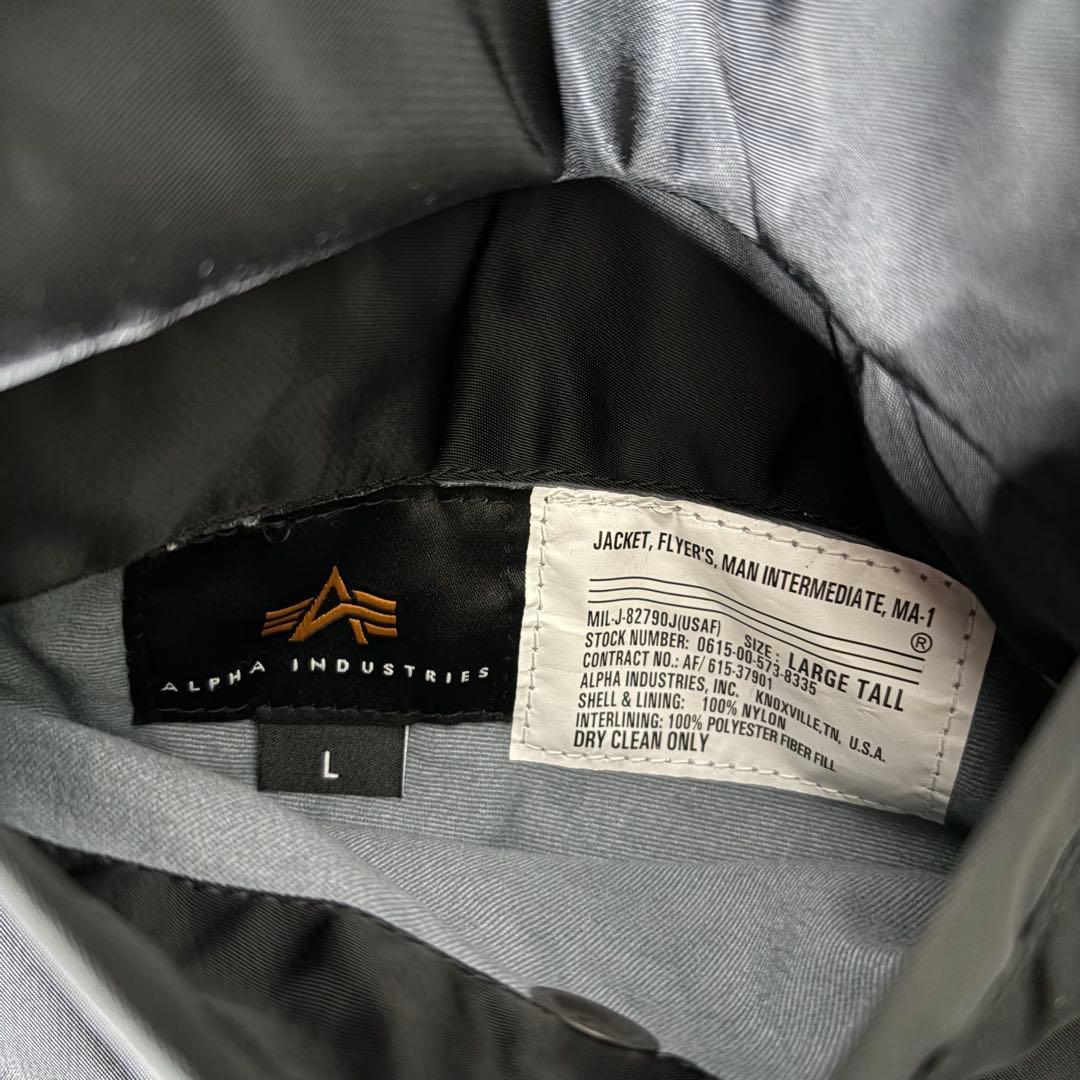 ALPHA INDUSTRIES
L
JACKET, FLYER'S, MAN INTERMEDIATE, MA-1
®
MIL-J-82790J(USAF) SIZE: LARGE TALL
STOCK NUMBER: 0615-00-573-8335
CONTRACT NO.: AF/615-37901
ALPHA INDUSTRIES, INC. KNOXVILLE,TN, U.S.A.
SHELL & LINING: 100% NYLON
INTERLINING: 100% POLYESTER FIBER FILL
DRY CLEAN ONLY